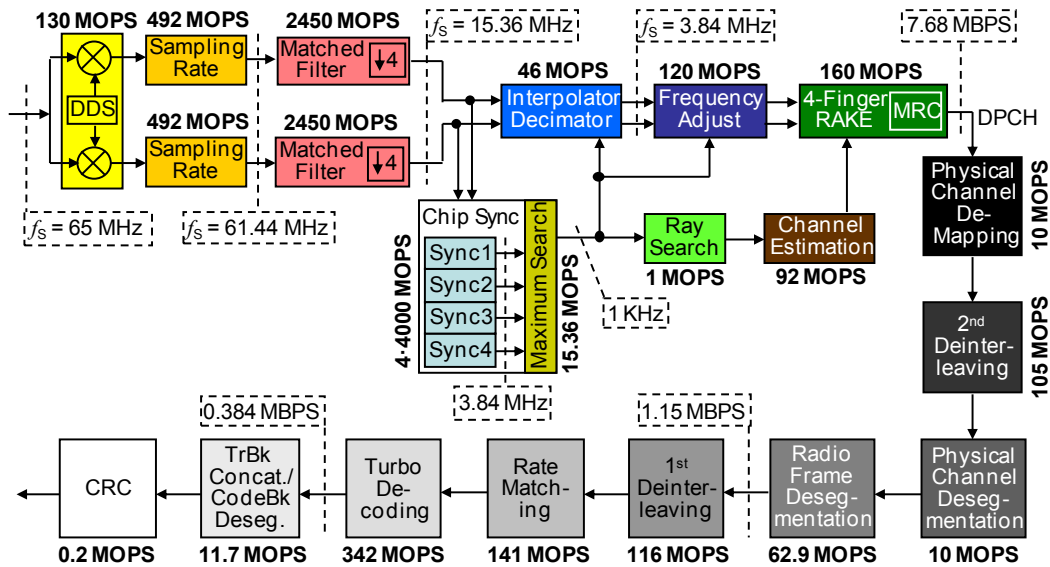 130 MOPS
492 MOPS
2450 MOPS
fS = 15.36 MHz
fS = 3.84 MHz
7.68 MBPS
DDS
Sampling
Rate
Matched
Filter
↓4
46 MOPS
Interpolator
Decimator
120 MOPS
Frequency
Adjust
160 MOPS
4-Finger
RAKE
MRC
DPCH
492 MOPS
Sampling
Rate
2450 MOPS
Matched
Filter
↓4
fS = 65 MHz
fS = 61.44 MHz
Chip Sync
Sync1
Sync2
Sync3
Sync4
4·4000 MOPS
Maximum Search
15.36 MOPS
3.84 MHz
1 KHz
Ray
Search
1 MOPS
Channel
Estimation
92 MOPS
Physical
Channel
De-
Mapping
10 MOPS
2nd
Deinter-
leaving
105 MOPS
Physical
Channel
Deseg-
mentation
10 MOPS
Radio
Frame
Deseg-
mentation
62.9 MOPS
1.15 MBPS
1st
Deinter-
leaving
116 MOPS
Rate
Match-
ing
141 MOPS
Turbo
De-
coding
342 MOPS
0.384 MBPS
TrBk
Concat./
CodeBk
Deseg.
11.7 MOPS
CRC
0.2 MOPS